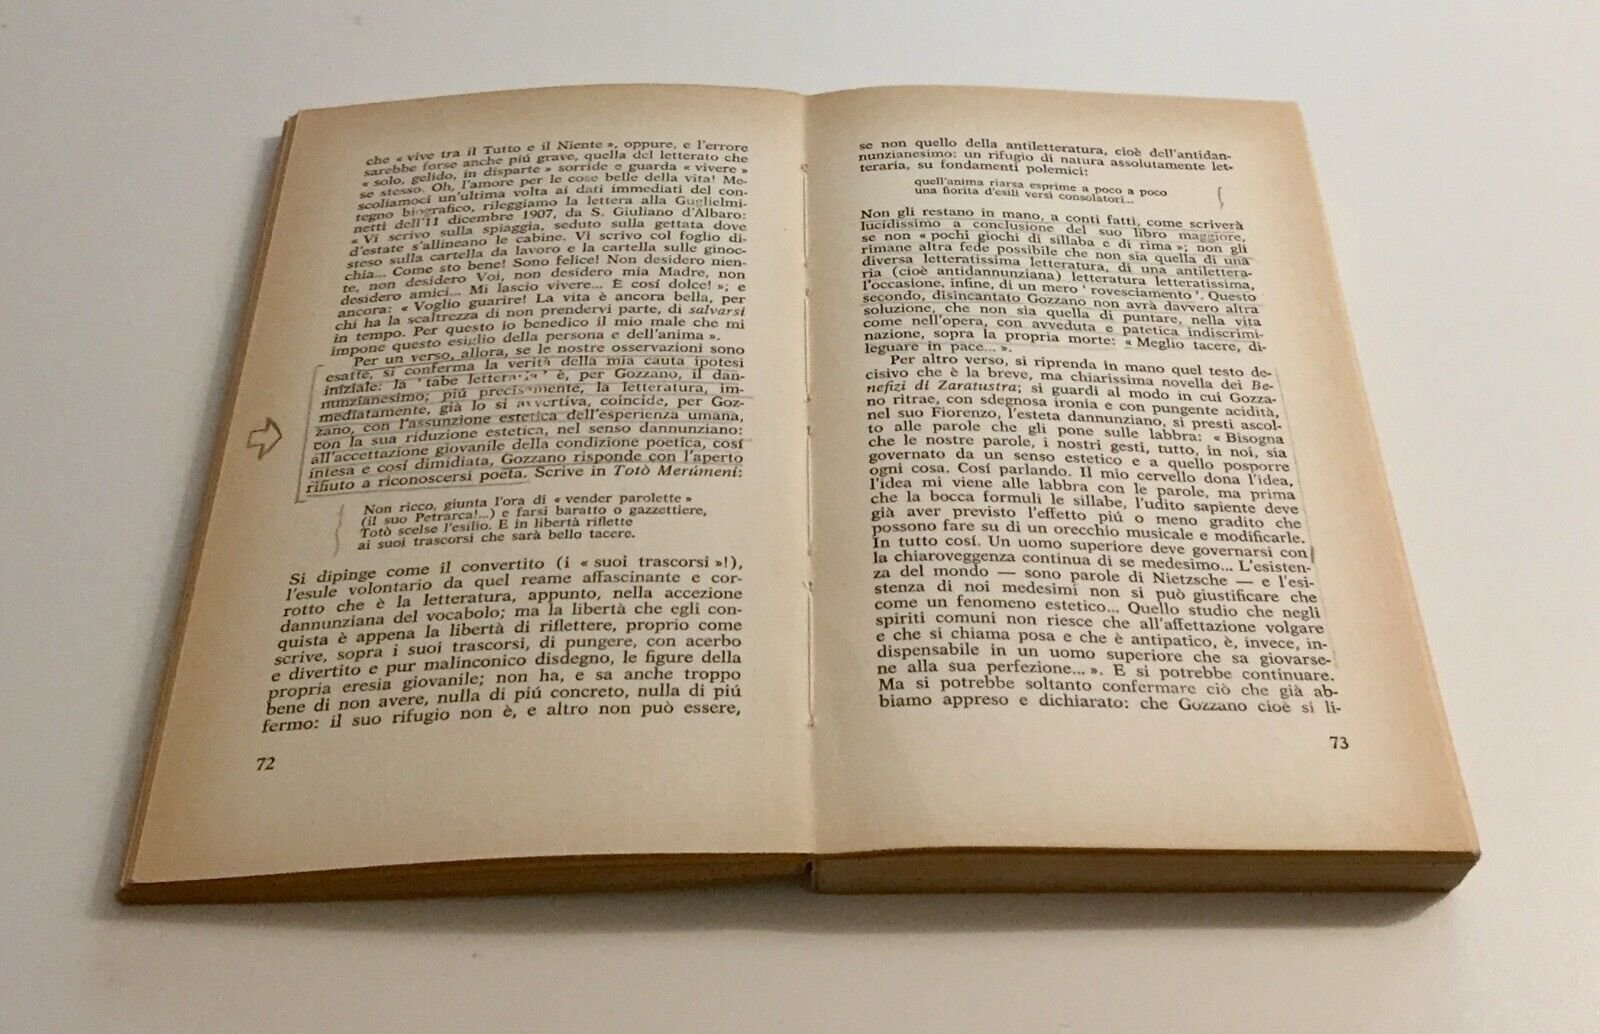 che « vive tra il Tutto e il Niente », oppure, e l'errore
sarebbe forse anche piú grave, quella del letterato che
« solo, gelido, in disparte » sorride e guarda « vivere »
se stesso. Oh, l'amore per le cose belle della vita! Me-
scoliamoci un'ultima volta ai dati immediati del con-
tegno biografico, rileggiamo la lettera alla Guglielmi-
netti dell'11 dicembre 1907, da S. Giuliano d'Albaro:
« Vi scrivo sulla spiaggia, seduto sulla gettata dove
d'estate s'allincano le cabine. Vi scrivo col foglio di-
steso sulla cartella da lavoro e la cartella sulle ginoc-
chia... Come sto bene! Sono felice! Non desidero nien-
te, non desidero Voi, non desidero mia Madre, non
desidero amici... Mi lascio vivere... È cosí dolce! »; e
ancora: « Voglio guarire! La vita è ancora bella, per
chi ha la scaltrezza di non prendervi parte, di salvarsi
in tempo. Per questo io benedico il mio male che mi
impone questo esiglio della persona e dell'anima ».
Per un verso, allora, se le nostre osservazioni sono
esatte, si conferma la verità della mia cauta ipotesi
iniziale: la ' tabe letteraria ' è, per Gozzano, il dan-
nunzianesimo; piú precisamente, la letteratura, im-
mediatamente, già lo si avvertiva, coincide, per Goz-
zano, con l'assunzione estetica dell'esperienza umana,
con la sua riduzione estetica, nel senso dannunziano:
all'accettazione giovanile della condizione poetica, cosí
intesa e cosí dimidiata, Gozzano risponde con l'aperto
rifiuto a riconoscersi poeta. Scrive in Totò Merúmeni:
Non ricco, giunta l'ora di « vender parolette »
(il suo Petrarca!...) e farsi baratto o gazzettiere,
Totò scelse l'esilio. E in libertà riflette
ai suoi trascorsi che sarà bello tacere.
Si dipinge come il convertito (i « suoi trascorsi »!),
l'esule volontario da quel reame affascinante e cor-
rotto che è la letteratura, appunto, nella accezione
dannunziana del vocabolo; ma la libertà che egli con-
quista è appena la libertà di riflettere, proprio come
scrive, sopra i suoi trascorsi, di pungere, con acerbo
e divertito e pur malinconico disdegno, le figure della
propria eresia giovanile; non ha, e sa anche troppo
bene di non avere, nulla di piú concreto, nulla di piú
fermo: il suo rifugio non è, e altro non può essere,
72
se non quello della antiletteratura, cioè dell'antidan-
nunzianesimo: un rifugio di natura assolutamente let-
teraria, su fondamenti polemici:
quell'anima riarsa esprime a poco a poco
una fiorita d'esili versi consolatori...
Non gli restano in mano, a conti fatti, come scriverà
lucidissimo a conclusione del suo libro maggiore,
se non « pochi giochi di sillaba e di rima »; non gli
rimane altra fede possibile che non sia quella di una
diversa letteratissima letteratura, di una antilettera-
ria (cioè antidannunziana) letteratura letteratissima,
l'occasione, infine, di un mero ' rovesciamento '. Questo
secondo, disincantato Gozzano non avrà davvero altra
soluzione, che non sia quella di puntare, nella vita
come nell'opera, con avveduta e patetica indiscrimi-
nazione, sopra la propria morte: « Meglio tacere, di-
leguare in pace... ».
Per altro verso, si riprenda in mano quel testo de-
cisivo che è la breve, ma chiarissima novella dei Be-
nefizi di Zaratustra; si guardi al modo in cui Gozza-
no ritrae, con sdegnosa ironia e con pungente acidità,
nel suo Fiorenzo, l'esteta dannunziano, si presti ascol-
to alle parole che gli pone sulle labbra: « Bisogna
che le nostre parole, i nostri gesti, tutto, in noi, sia
governato da un senso estetico e a quello posporre
ogni cosa. Cosí parlando. Il mio cervello dona l'idea,
l'idea mi viene alle labbra con le parole, ma prima
che la bocca formuli le sillabe, l'udito sapiente deve
già aver previsto l'effetto piú o meno gradito che
possono fare su di un orecchio musicale e modificarle.
In tutto cosí. Un uomo superiore deve governarsi con
la chiaroveggenza continua di se medesimo... L'esisten-
za del mondo — sono parole di Nietzsche — e l'esi-
stenza di noi medesimi non si può giustificare che
come un fenomeno estetico... Quello studio che negli
spiriti comuni non riesce che all'affettazione volgare
e che si chiama posa e che è antipatico, è, invece, in-
dispensabile in un uomo superiore che sa giovarse-
ne alla sua perfezione... ». E si potrebbe continuare.
Ma si potrebbe soltanto confermare ciò che già ab-
biamo appreso e dichiarato: che Gozzano cioè si li-
73